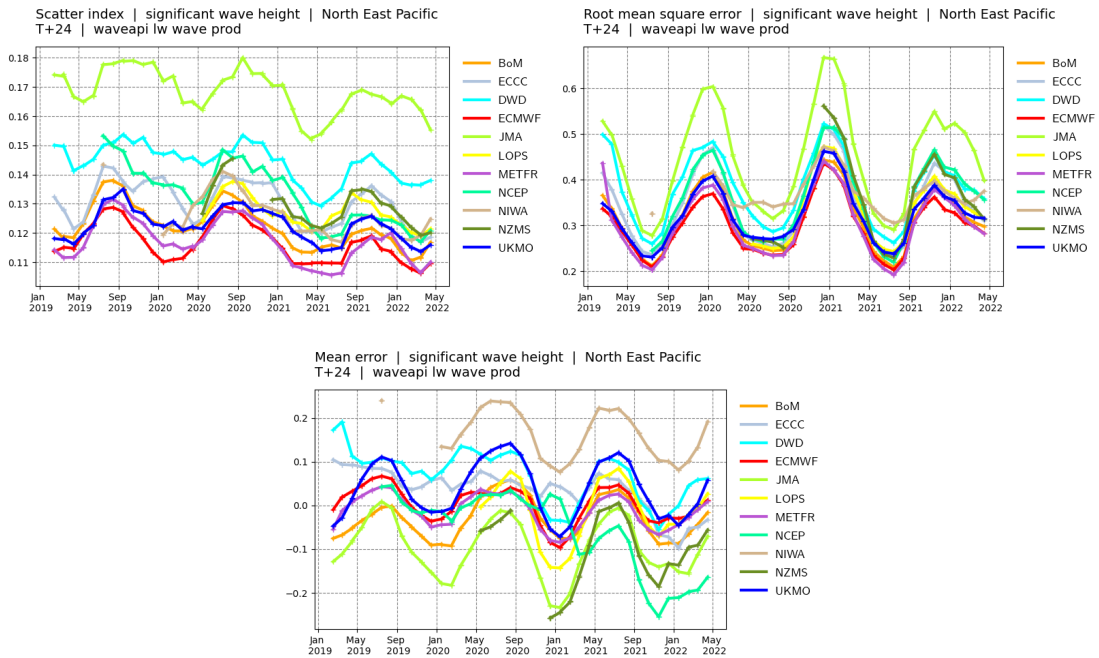 Scatter index | significant wave height | North East Pacific
T+24 | waveapi lw wave prod
0.18
0.17
0.16
0.15
0.14
0.13
0.12
0.11
Jan 2019
May 2019
Sep 2019
Jan 2020
May 2020
Sep 2020
Jan 2021
May 2021
Sep 2021
Jan 2022
May 2022
BoM
ECCC
DWD
ECMWF
JMA
LOPS
METFR
NCEP
NIWA
NZMS
UKMO
Root mean square error | significant wave height | North East Pacific
T+24 | waveapi lw wave prod
0.6
0.5
0.4
0.3
0.2
Jan 2019
May 2019
Sep 2019
Jan 2020
May 2020
Sep 2020
Jan 2021
May 2021
Sep 2021
Jan 2022
May 2022
BoM
ECCC
DWD
ECMWF
JMA
LOPS
METFR
NCEP
NIWA
NZMS
UKMO
Mean error | significant wave height | North East Pacific
T+24 | waveapi lw wave prod
0.2
0.1
0.0
−0.1
−0.2
Jan 2019
May 2019
Sep 2019
Jan 2020
May 2020
Sep 2020
Jan 2021
May 2021
Sep 2021
Jan 2022
May 2022
BoM
ECCC
DWD
ECMWF
JMA
LOPS
METFR
NCEP
NIWA
NZMS
UKMO